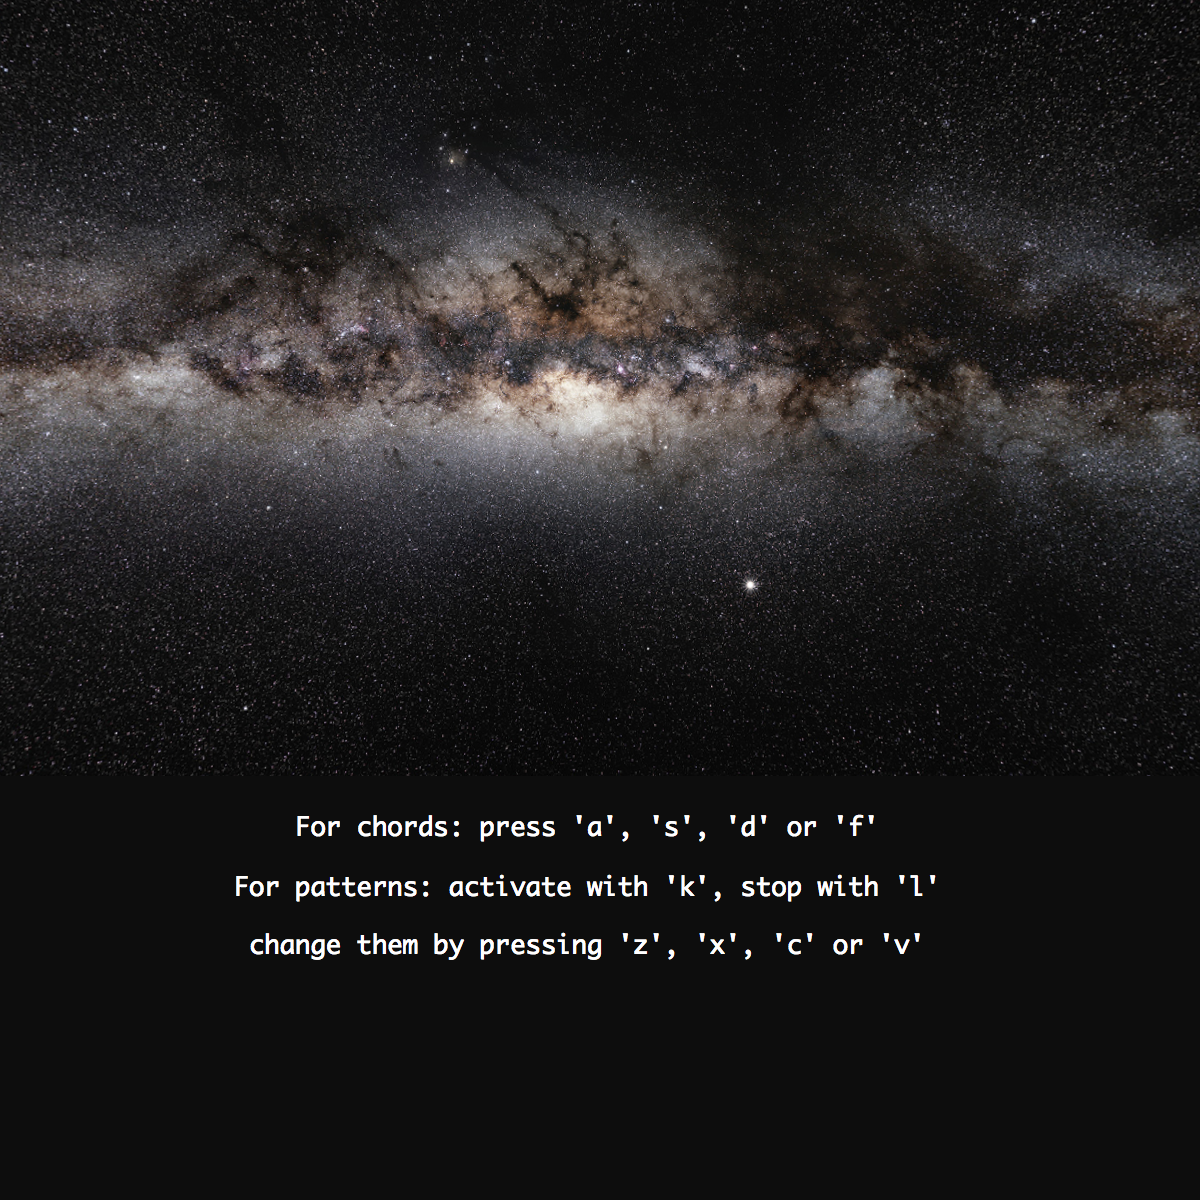 For chords: press 'a', 's', 'd' or 'f'
For patterns: activate with 'k', stop with 'l'
change them by pressing 'z', 'x', 'c' or 'v'